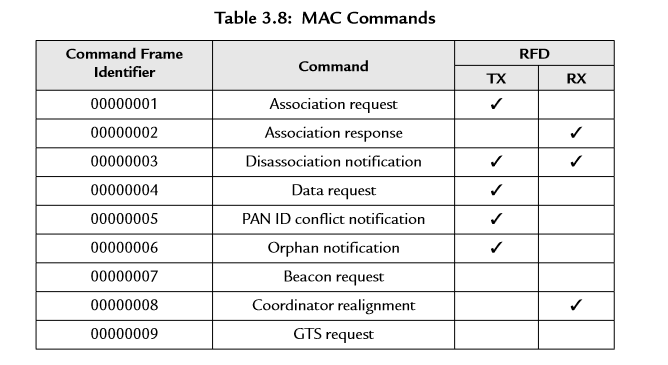 Table 3.8: MAC Commands
Command Frame Identifier Command RFD
TX RX
00000001 Association request ✓
00000002 Association response ✓
00000003 Disassociation notification ✓ ✓
00000004 Data request ✓
00000005 PAN ID conflict notification ✓
00000006 Orphan notification ✓
00000007 Beacon request
00000008 Coordinator realignment ✓
00000009 GTS request